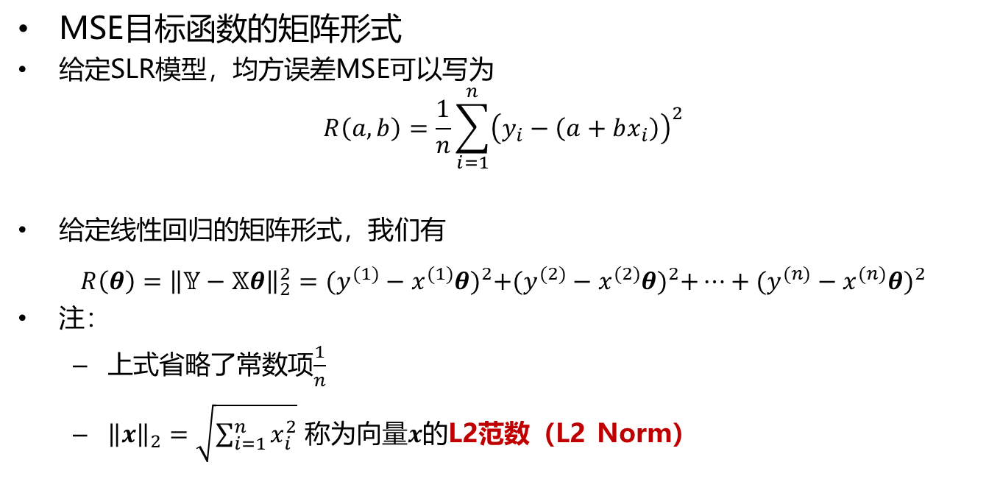 • MSE目标函数的矩阵形式
• 给定SLR模型，均方误差MSE可以写为
$R(a,b) = \frac{1}{n}\sum_{i=1}^{n}\left(y_i - (a + bx_i)\right)^2$
• 给定线性回归的矩阵形式，我们有
$R(\boldsymbol{\theta}) = \|\mathbb{Y} - \mathbb{X}\boldsymbol{\theta}\|_2^2 = (y^{(1)} - x^{(1)}\boldsymbol{\theta})^2 + (y^{(2)} - x^{(2)}\boldsymbol{\theta})^2 + \cdots + (y^{(n)} - x^{(n)}\boldsymbol{\theta})^2$
• 注：
– 上式省略了常数项$\frac{1}{n}$
– $\|\boldsymbol{x}\|_2 = \sqrt{\sum_{i=1}^{n} x_i^2}$ 称为向量$\boldsymbol{x}$的L2范数（L2 Norm）